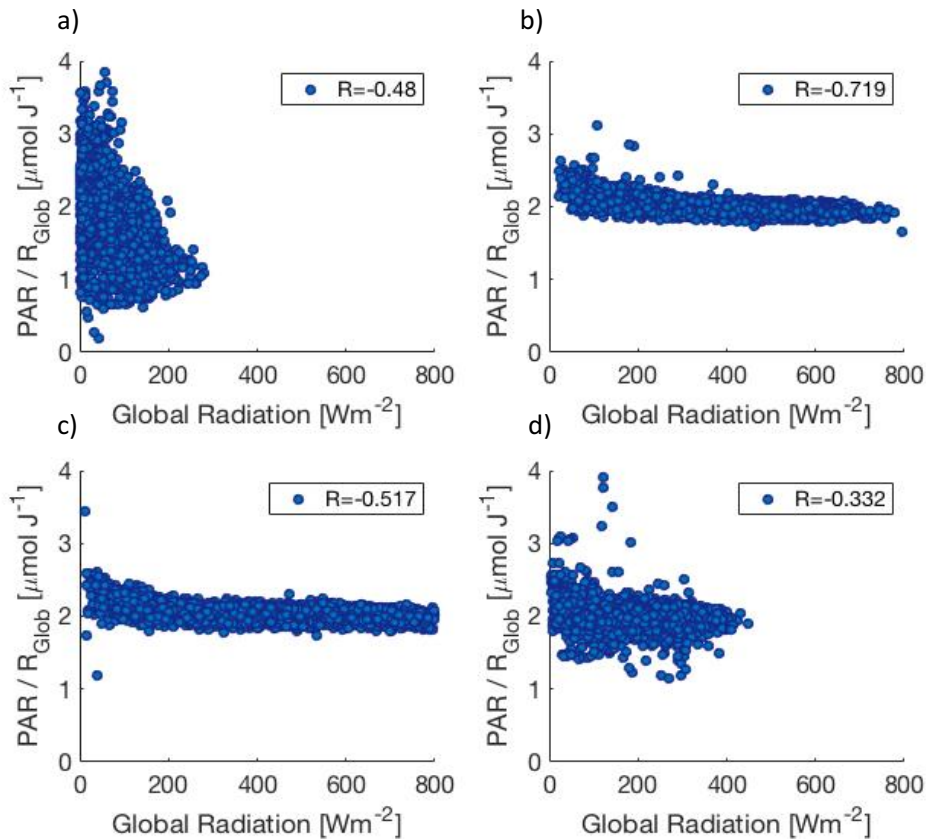 a)
4
3
2
1
0
PAR / R_Glob [μmol J⁻¹]
R=-0.48
0 200 400 600 800
Global Radiation [Wm⁻²]
b)
4
3
2
1
0
PAR / R_Glob [μmol J⁻¹]
R=-0.719
0 200 400 600 800
Global Radiation [Wm⁻²]
c)
4
3
2
1
0
PAR / R_Glob [μmol J⁻¹]
R=-0.517
0 200 400 600 800
Global Radiation [Wm⁻²]
d)
4
3
2
1
0
PAR / R_Glob [μmol J⁻¹]
R=-0.332
0 200 400 600 800
Global Radiation [Wm⁻²]